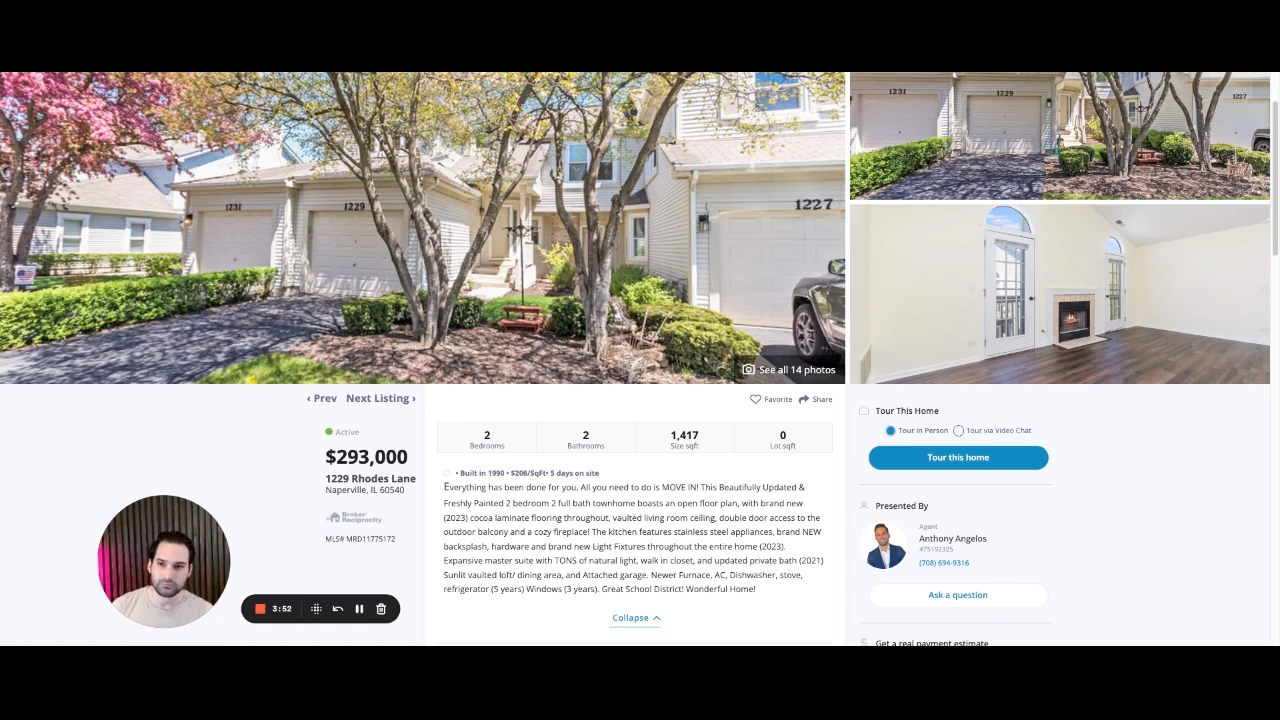 1231
1229
1227
See all 14 photos
1231
1229
1227
‹ Prev Next Listing ›
Active
$293,000
1229 Rhodes Lane
Naperville, IL 60540
Broker
Reciprocity
MLS# MRD11775172
3:52
Favorite Share
2
Bedrooms
2
Bathrooms
1,417
Size sqft
0
Lot sqft
• Built in 1990 • $206/SqFt• 5 days on site
Everything has been done for you, All you need to do is MOVE IN! This Beautifully Updated &
Freshly Painted 2 bedroom 2 full bath townhome boasts an open floor plan, with brand new
(2023) cocoa laminate flooring throughout, vaulted living room ceiling, double door access to the
outdoor balcony and a cozy fireplace! The kitchen features stainless steel appliances, brand NEW
backsplash, hardware and brand new Light Fixtures throughout the entire home (2023).
Expansive master suite with TONS of natural light, walk in closet, and updated private bath (2021)
Sunlit vaulted loft/ dining area, and Attached garage. Newer Furnace, AC, Dishwasher, stove,
refrigerator (5 years) Windows (3 years). Great School District! Wonderful Home!
Collapse
Tour This Home
Tour in Person Tour via Video Chat
Tour this home
Presented By
Agent
Anthony Angelos
475192325
(708) 694-9316
Ask a question
$ Get a real payment estimate